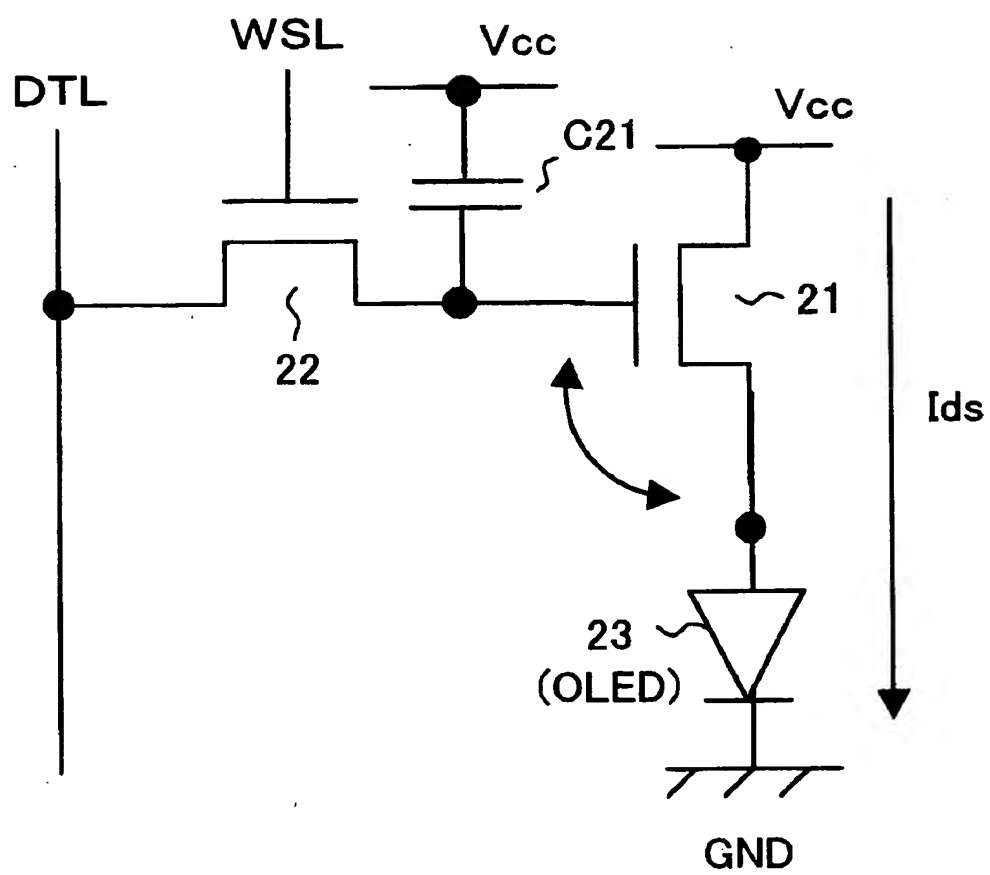 WSL
Vcc
DTL
Vcc
C21
21
22
Ids
23
(OLED)
GND